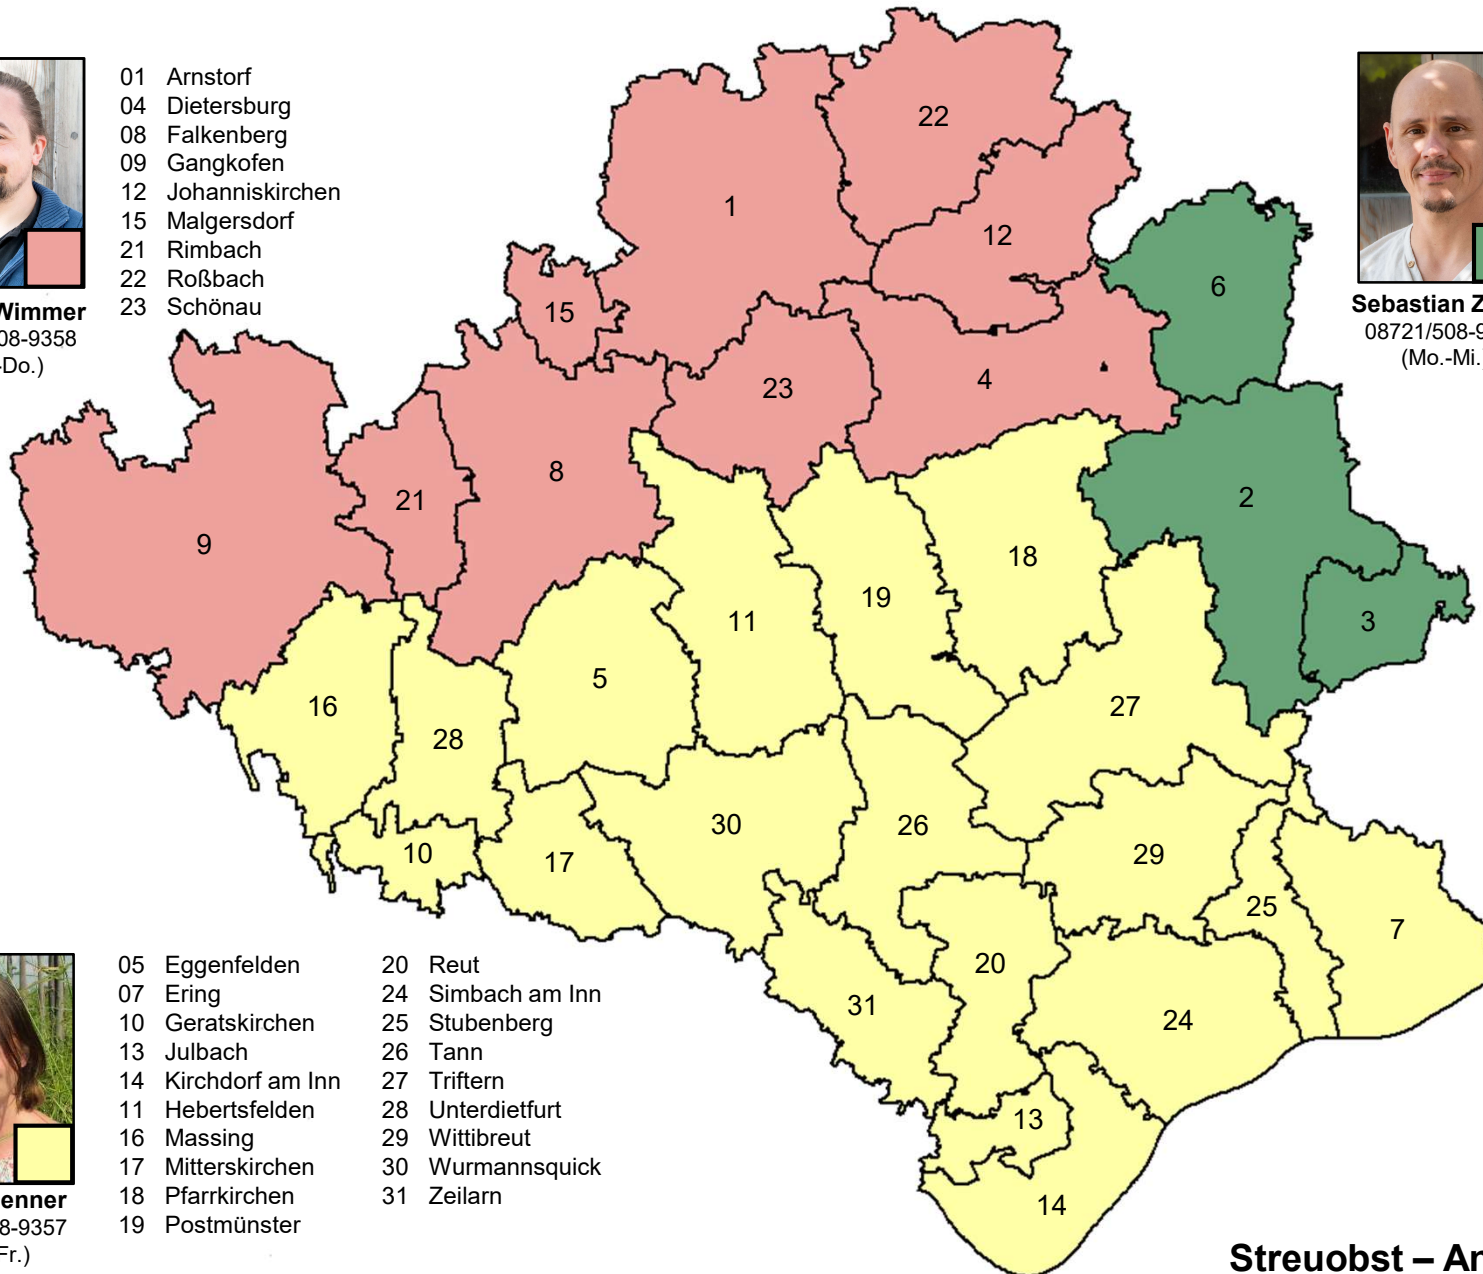 01 Arnstorf
04 Dietersburg
08 Falkenberg
09 Gangkofen
12 Johanniskirchen
15 Malgersdorf
21 Rimbach
22 Roßbach
23 Schönau
Wimmer
08-9358
-Do.)
Sebastian Z
08721/508-9
(Mo.-Mi.
22
1
12
6
15
23
4
8
21
9
2
18
19
11
3
5
16
28
27
30
26
10
17
29
25
7
20
31
24
13
14
05 Eggenfelden
07 Ering
10 Geratskirchen
13 Julbach
14 Kirchdorf am Inn
11 Hebertsfelden
16 Massing
17 Mitterskirchen
18 Pfarrkirchen
19 Postmünster
20 Reut
24 Simbach am Inn
25 Stubenberg
26 Tann
27 Triftern
28 Unterdietfurt
29 Wittibreut
30 Wurmannsquick
31 Zeilarn
enner
8-9357
Fr.)
Streuobst – An